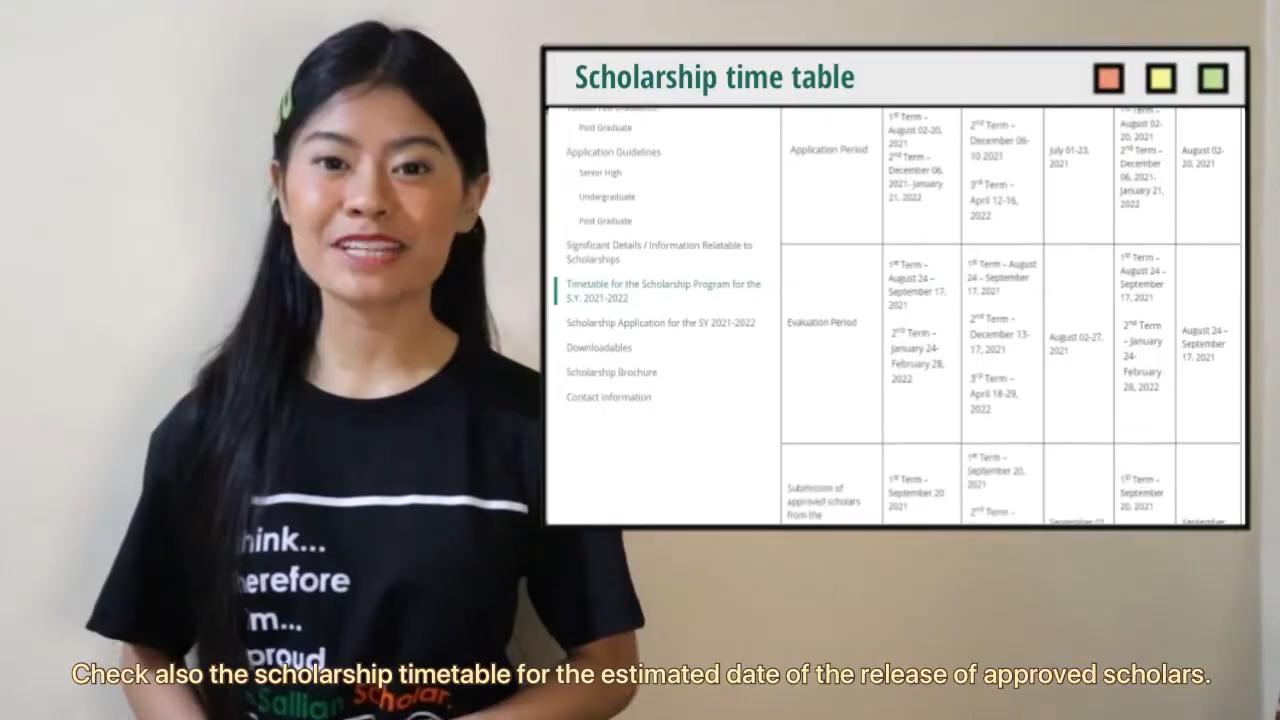 Scholarship time table
Post Graduate
Application Guidelines
Senior High
Undergraduate
Post Graduate
Significant Details / Information Relatable to
Scholarships
Timetable for the Scholarship Program for the
S.Y. 2021-2022
Scholarship Application for the SY 2021-2022
Downloadables
Scholarship Brochure
Contact Information
Application Period
1st Term –
August 02-20,
2021
2nd Term –
December 06,
2021- January
21, 2022
2nd Term –
December 06-
10 2021
3rd Term –
April 12-16,
2022
July 01-23,
2021
1st Term –
August 02-
20, 2021
2nd Term –
December
06, 2021-
January 21,
2022
August 02-
20, 2021
Evaluation Period
1st Term –
August 24 –
September 17,
2021
2nd Term –
January 24-
February 28,
2022
1st Term – August
24 – September
17, 2021
2nd Term –
December 13-
17, 2021
3rd Term –
April 18-29,
2022
August 02-27,
2021
1st Term –
August 24 –
September
17, 2021
2nd Term
– January
24-
February
28, 2022
August 24 –
September
17, 2021
Submission of
approved scholars
from the
1st Term –
September 20
2021
1st Term –
September 20,
2021
2nd Term –
1st Term –
September
20, 2021
September
hink...
herefore
'm...
proud
Sallian Scholar.
Check also the scholarship timetable for the estimated date of the release of approved scholars.